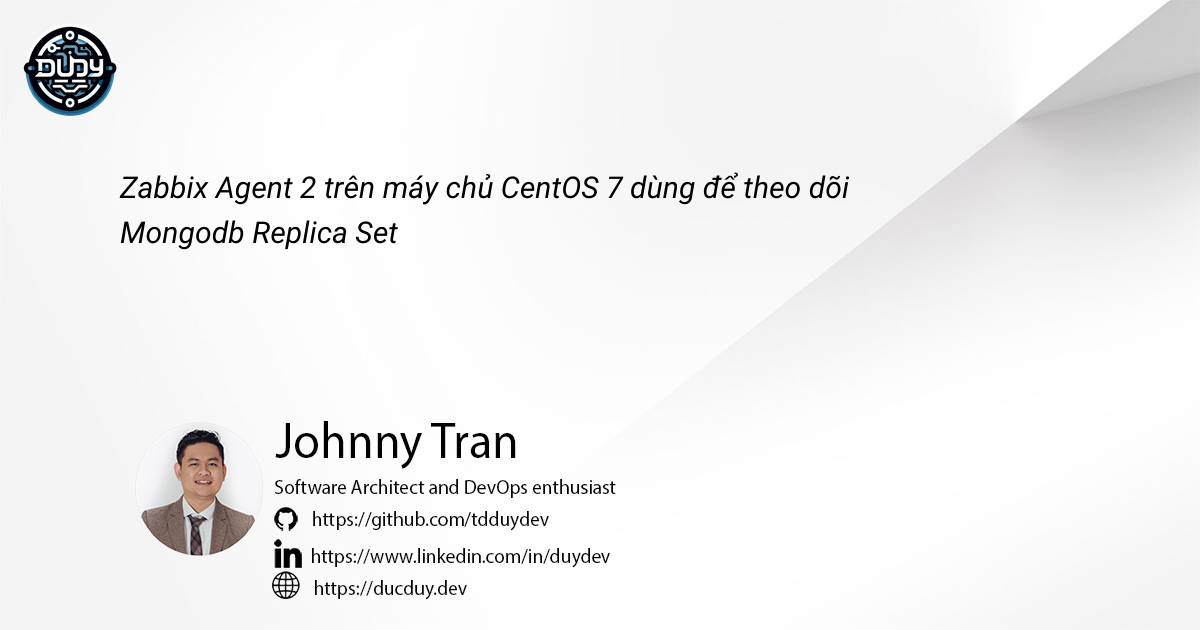 DUDY
Zabbix Agent 2 trên máy chủ CentOS 7 dùng để theo dõi
Mongodb Replica Set
Johnny Tran
Software Architect and DevOps enthusiast
https://github.com/tdduydev
in https://www.linkedin.com/in/duydev
https://ducduy.dev